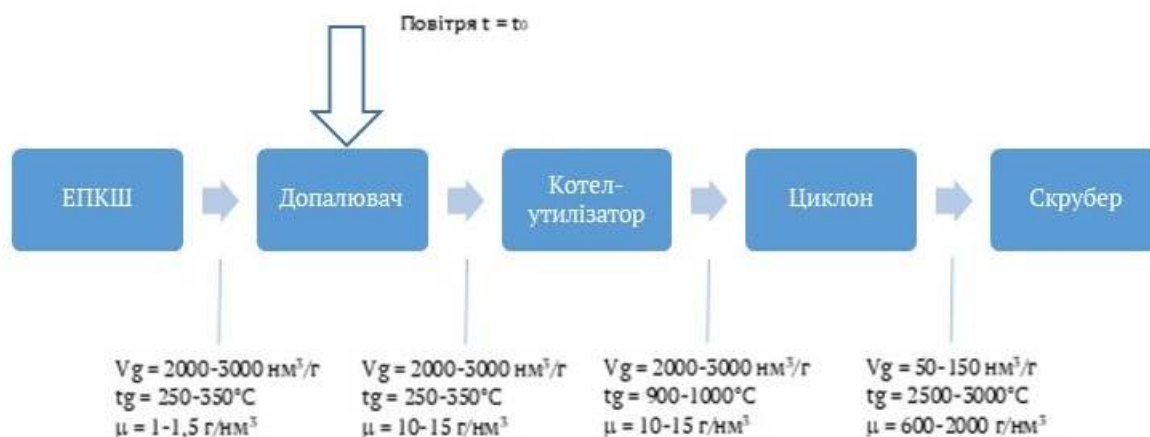 Повітря t = t₀
ЕПКШ
Допалювач
Котел-
утилізатор
Циклон
Скрубер
Vg = 2000-3000 нм³/г
tg = 250-350°C
μ = 1-1,5 г/нм³
Vg = 2000-3000 нм³/г
tg = 250-350°C
μ = 10-15 г/нм³
Vg = 2000-3000 нм³/г
tg = 900-1000°C
μ = 10-15 г/нм³
Vg = 50-150 нм³/г
tg = 2500-3000°C
μ = 600-2000 г/нм³